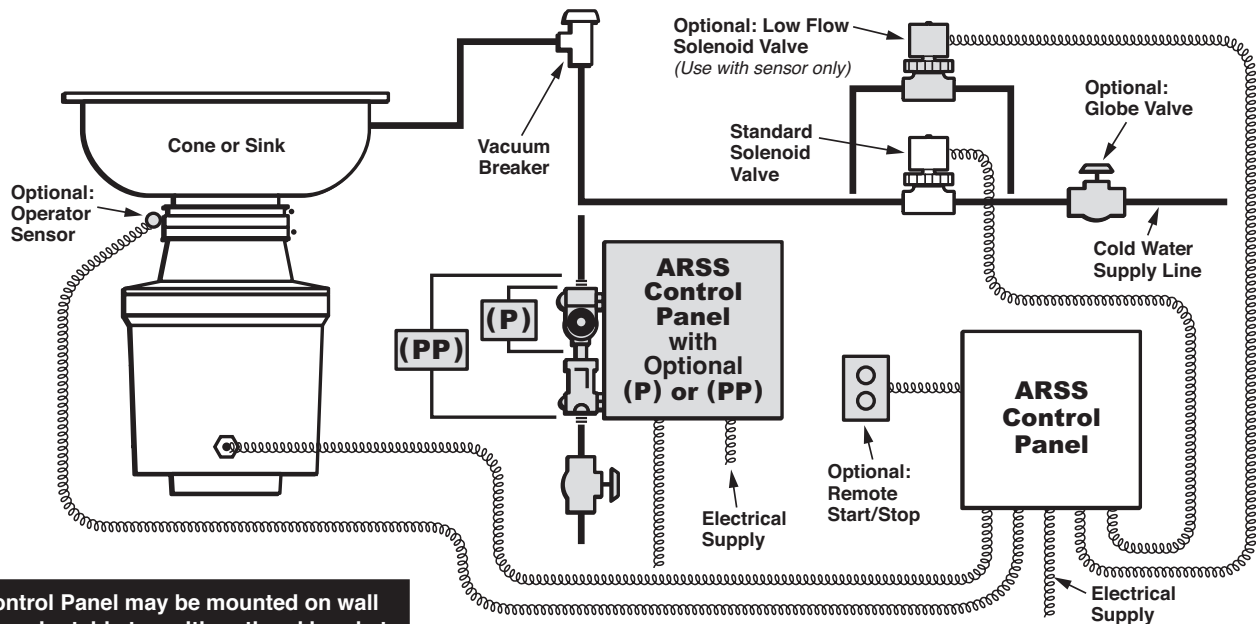 Optional: Low Flow
Solenoid Valve
(Use with sensor only)
Optional:
Globe Valve
Cone or Sink
Vacuum
Breaker
Standard
Solenoid
Valve
Optional:
Operator
Sensor
Cold Water
Supply Line
(P)
(PP)
ARSS
Control
Panel
with
Optional
(P) or (PP)
ARSS
Control
Panel
Optional:
Remote
Start/Stop
Electrical
Supply
Electrical
Supply
ontrol Panel may be mounted on wall